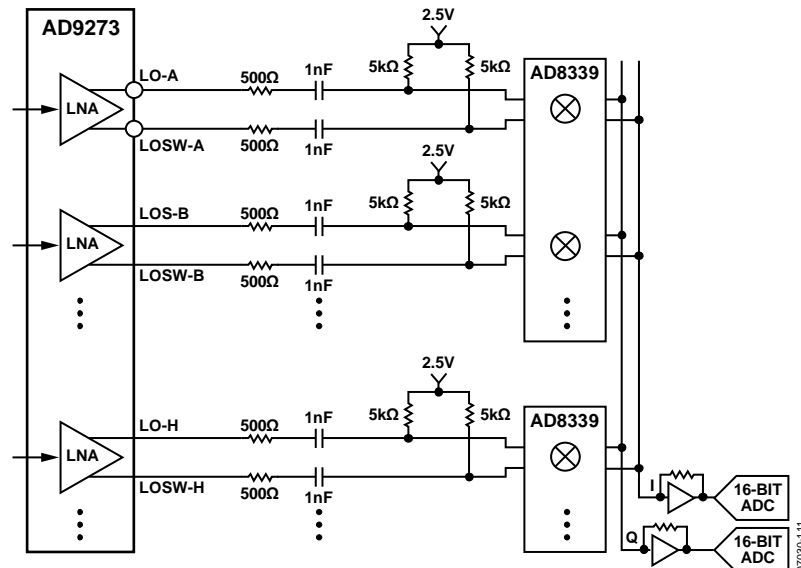 AD9273
2.5V
LO-A
500Ω
1nF
5kΩ
5kΩ
AD8339
LNA
LOSW-A
500Ω
1nF
2.5V
LOS-B
500Ω
1nF
5kΩ
5kΩ
LNA
LOSW-B
500Ω
1nF
2.5V
LO-H
500Ω
1nF
5kΩ
5kΩ
AD8339
LNA
LOSW-H
500Ω
1nF
I
16-BIT
ADC
Q
16-BIT
ADC
07030-111